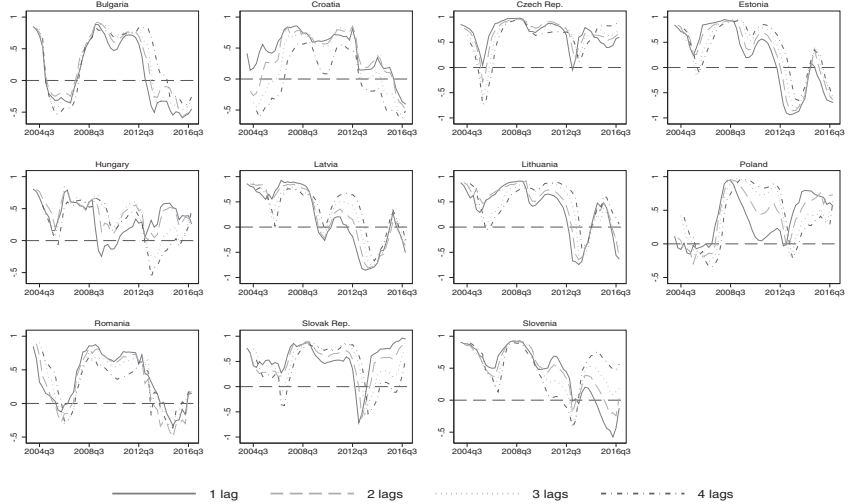 Bulgaria
-.5 0 .5 1
2004q3 2008q3 2012q3 2016q3
Croatia
-.5 0 .5 1
2004q3 2008q3 2012q3 2016q3
Czech Rep.
-1 -.5 0 .5 1
2004q3 2008q3 2012q3 2016q3
Estonia
-1 -.5 0 .5 1
2004q3 2008q3 2012q3 2016q3
Hungary
-.5 0 .5 1
2004q3 2008q3 2012q3 2016q3
Latvia
-1 -.5 0 .5 1
2004q3 2008q3 2012q3 2016q3
Lithuania
-1 -.5 0 .5 1
2004q3 2008q3 2012q3 2016q3
Poland
-.5 0 .5 1
2004q3 2008q3 2012q3 2016q3
Romania
-.5 0 .5 1
2004q3 2008q3 2012q3 2016q3
Slovak Rep.
-1 -.5 0 .5 1
2004q3 2008q3 2012q3 2016q3
Slovenia
-.5 0 .5 1
2004q3 2008q3 2012q3 2016q3
1 lag 2 lags 3 lags 4 lags